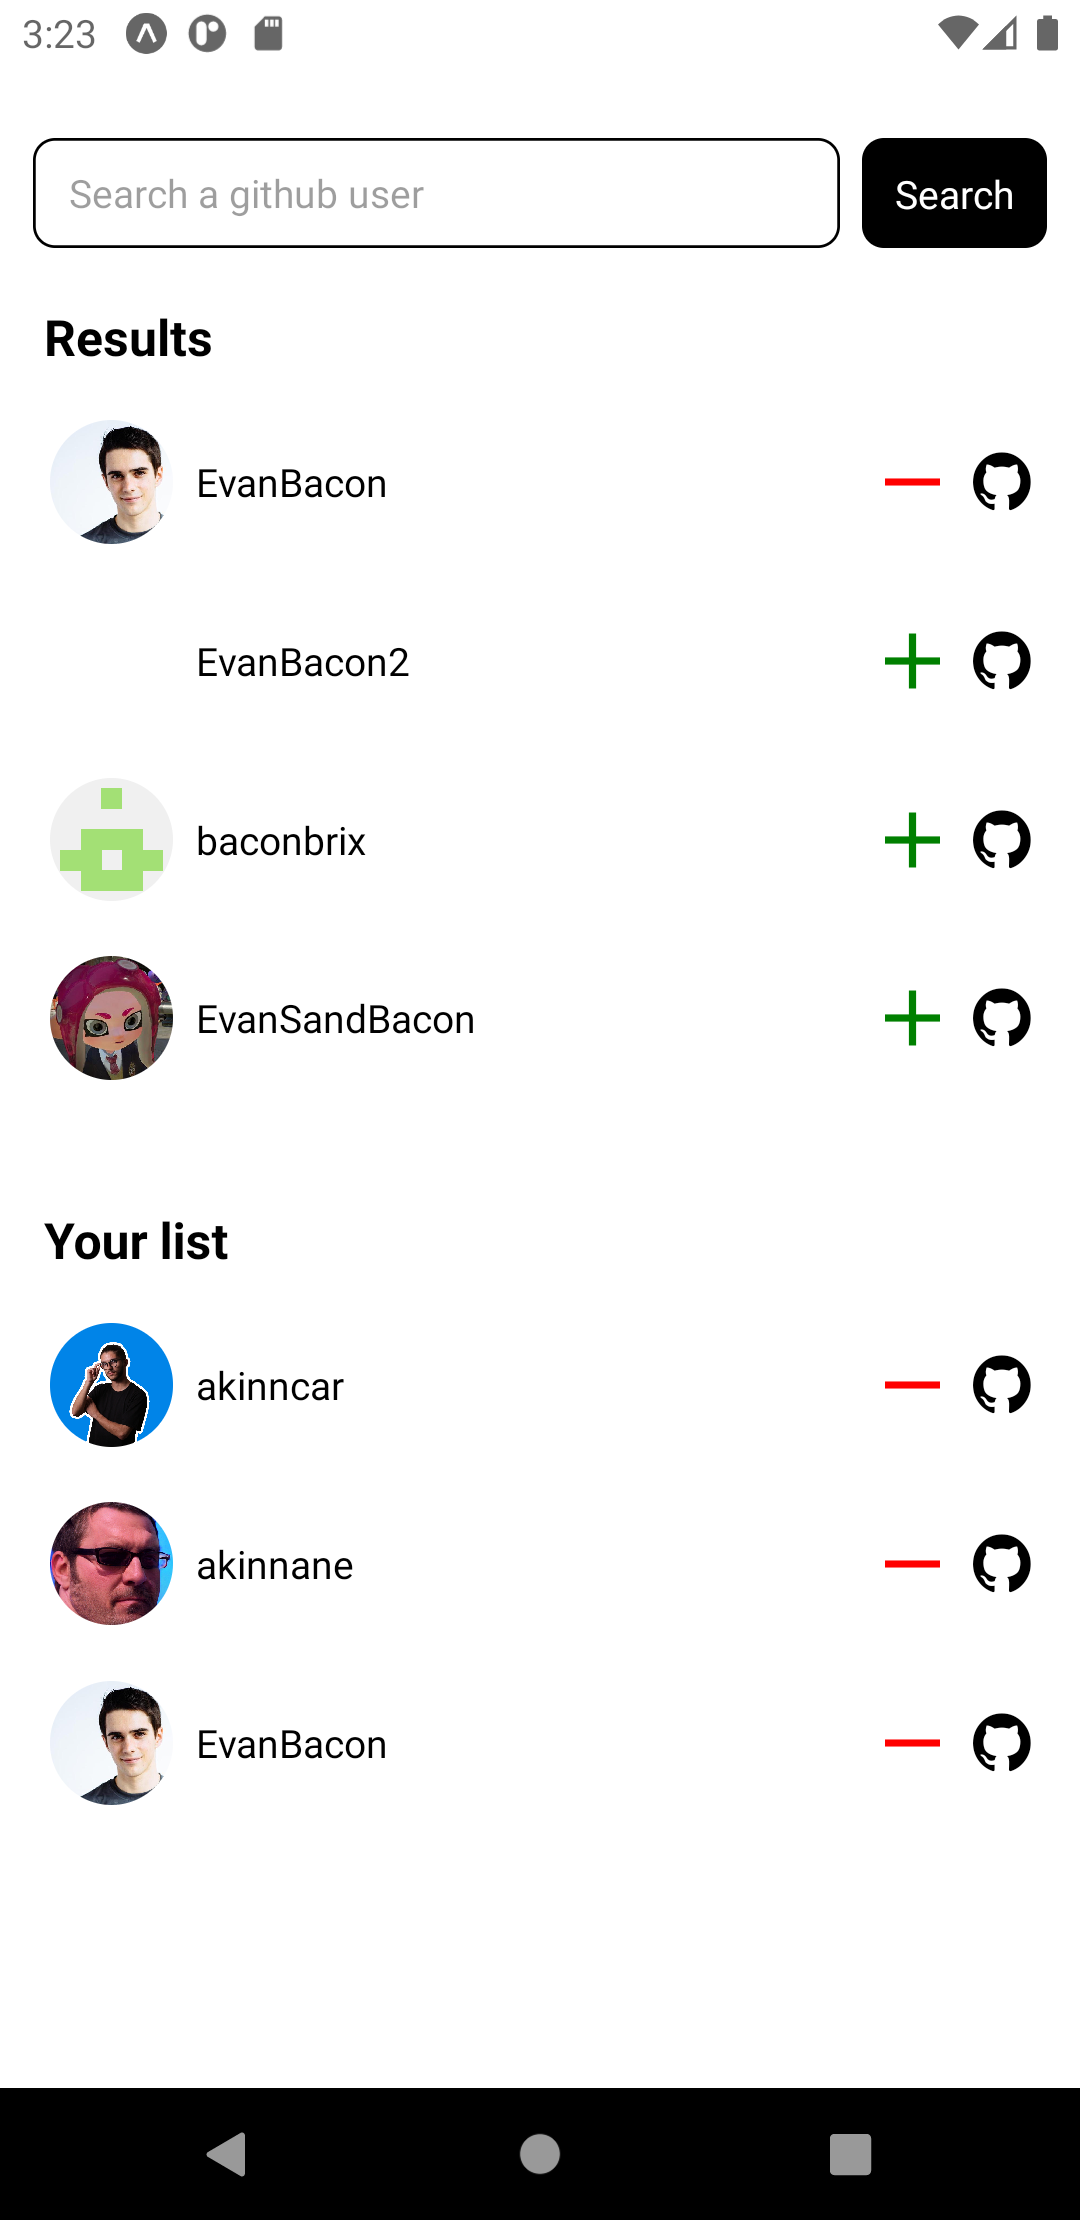 3:23
Search a github user
Search
Results
EvanBacon
EvanBacon2
baconbrix
EvanSandBacon
Your list
akinncar
akinnane
EvanBacon